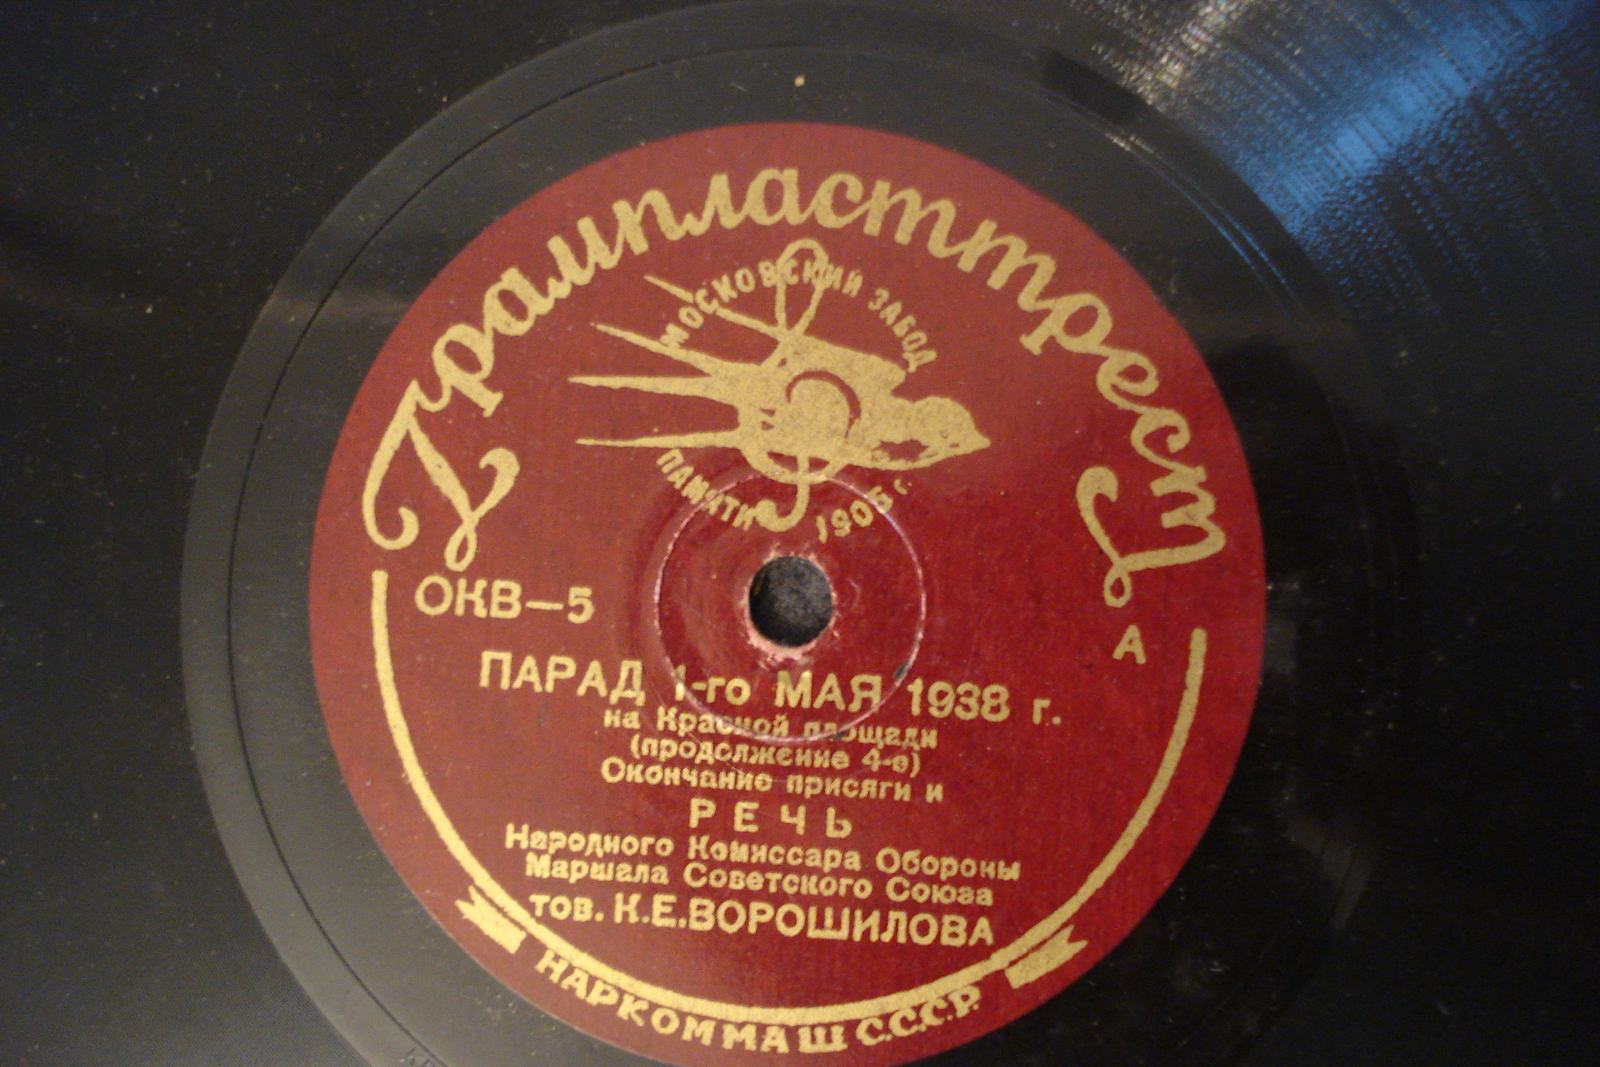 Грампласттрест
МОСКОВСКИЙ ЗАВОД
ПАМЯТИ 1905 г
ОКВ—5
А
ПАРАД 1-го МАЯ 1938 г.
на Красной площади
(продолжение 4-е)
Окончание присяги и
РЕЧЬ
Народного Комиссара Обороны
Маршала Советского Союза
тов. К.Е.ВОРОШИЛОВА
НАРКОММАШ С.С.С.Р.